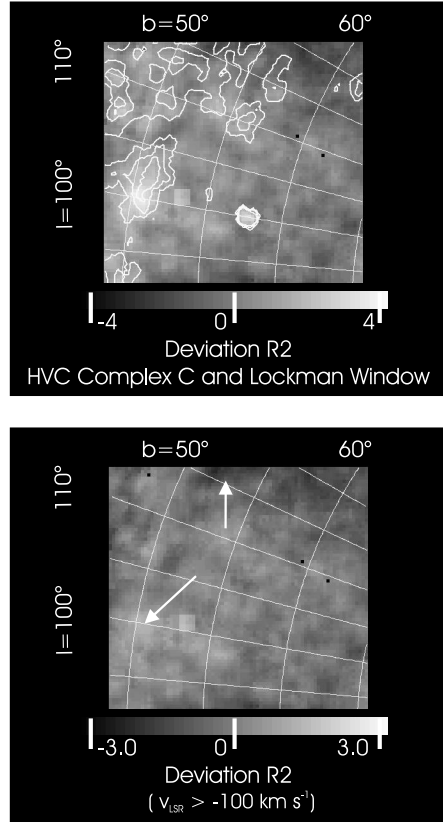 b=50° 60°
110°
l=100°
-4 0 4
Deviation R2
HVC Complex C and Lockman Window
b=50° 60°
110°
l=100°
-3.0 0 3.0
Deviation R2
( v_LSR > -100 km s⁻¹)